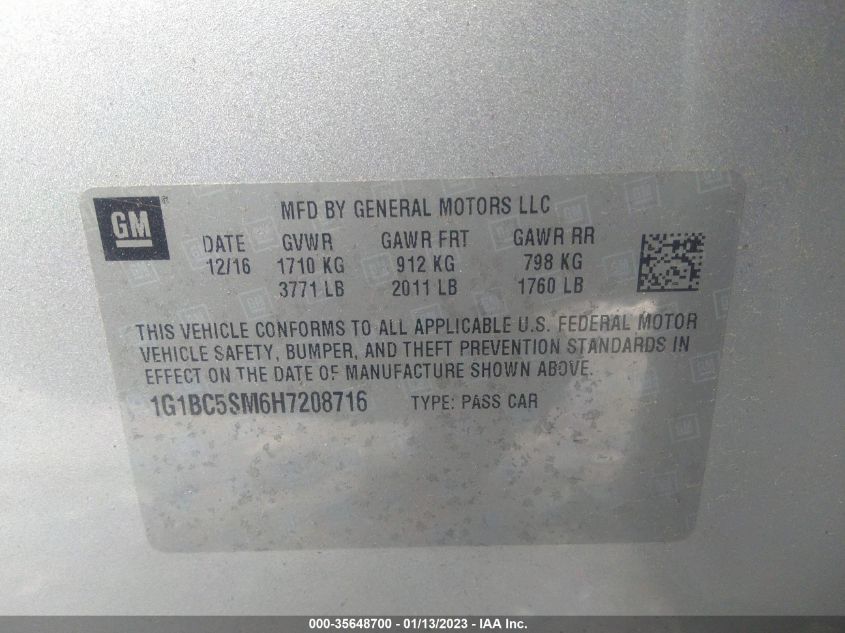 GM ®
MFD BY GENERAL MOTORS LLC
DATE GVWR GAWR FRT GAWR RR
12/16 1710 KG 912 KG 798 KG
3771 LB 2011 LB 1760 LB
THIS VEHICLE CONFORMS TO ALL APPLICABLE U.S. FEDERAL MOTOR
VEHICLE SAFETY, BUMPER, AND THEFT PREVENTION STANDARDS IN
EFFECT ON THE DATE OF MANUFACTURE SHOWN ABOVE.
1G1BC5SM6H7208716 TYPE: PASS CAR
000-35648700 - 01/13/2023 - IAA Inc.